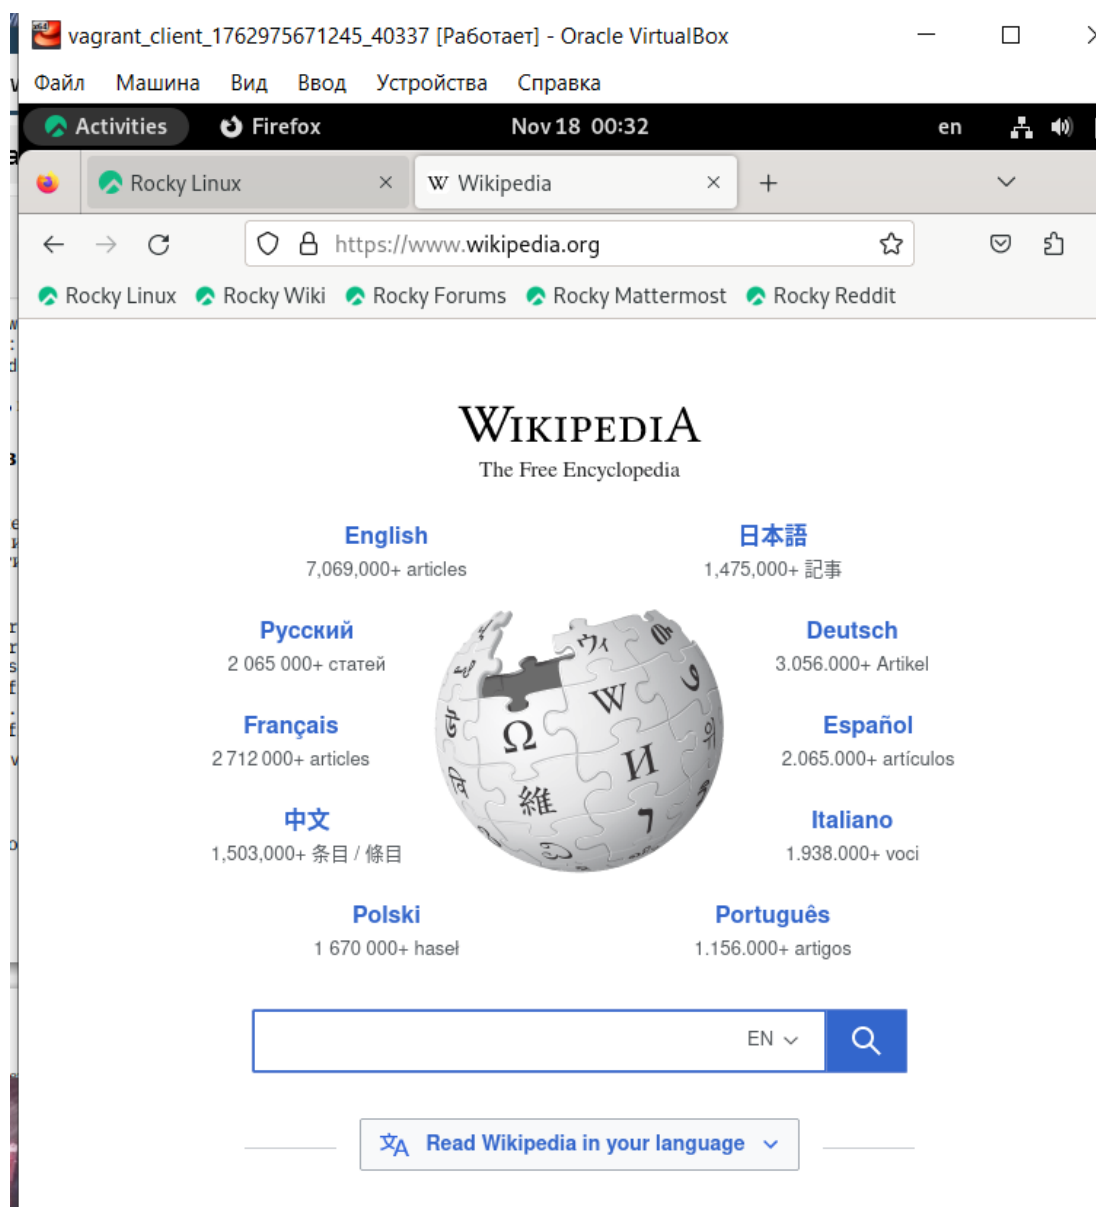 vagrant_client_1762975671245_40337 [Работает] - Oracle VirtualBox
Файл Машина Вид Ввод Устройства Справка
Activities Firefox Nov 18 00:32 en
Rocky Linux Wikipedia
https://www.wikipedia.org
Rocky Linux Rocky Wiki Rocky Forums Rocky Mattermost Rocky Reddit
WIKIPEDIA
The Free Encyclopedia
English 日本語
7,069,000+ articles 1,475,000+ 記事
Русский Deutsch
2 065 000+ статей 3.056.000+ Artikel
Français Español
2 712 000+ articles 2.065.000+ artículos
中文 Italiano
1,503,000+ 条目 / 條目 1.938.000+ voci
Polski Português
1 670 000+ haseł 1.156.000+ artigos
EN
Read Wikipedia in your language